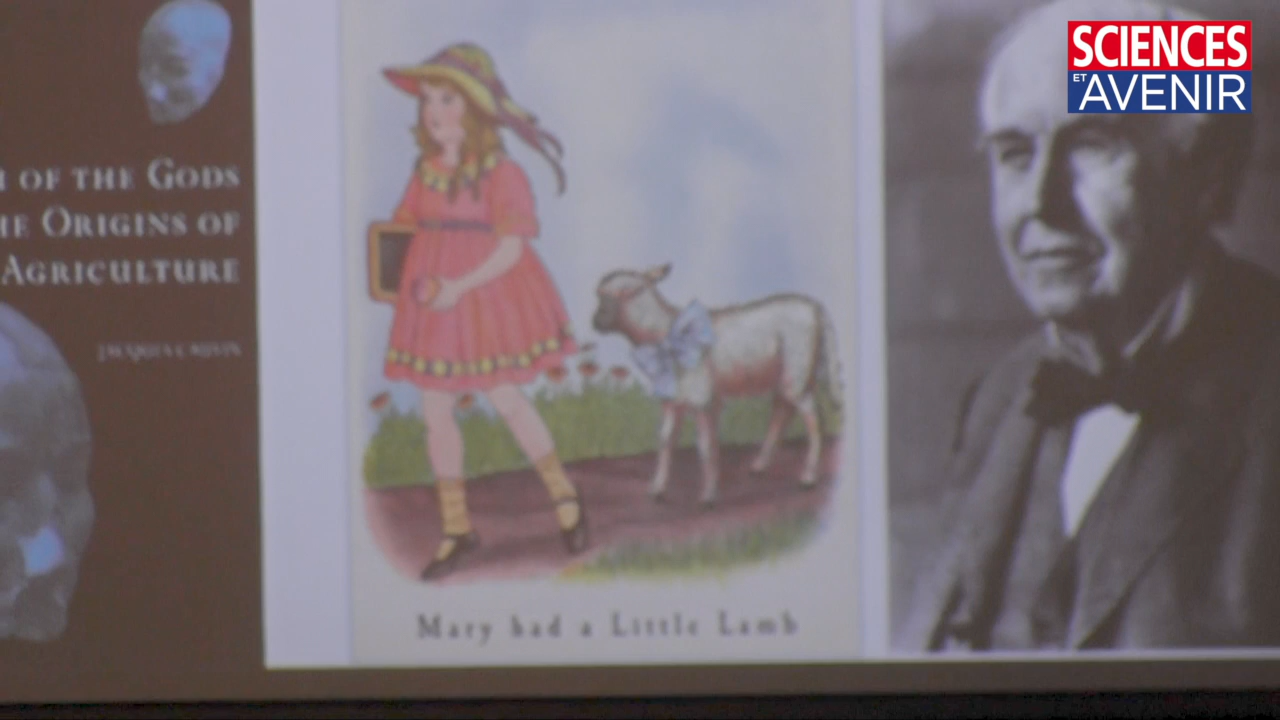 OF THE GODS
ORIGINS OF
AGRICULTURE
Mary had a Little Lamb
SCIENCES
ET AVENIR